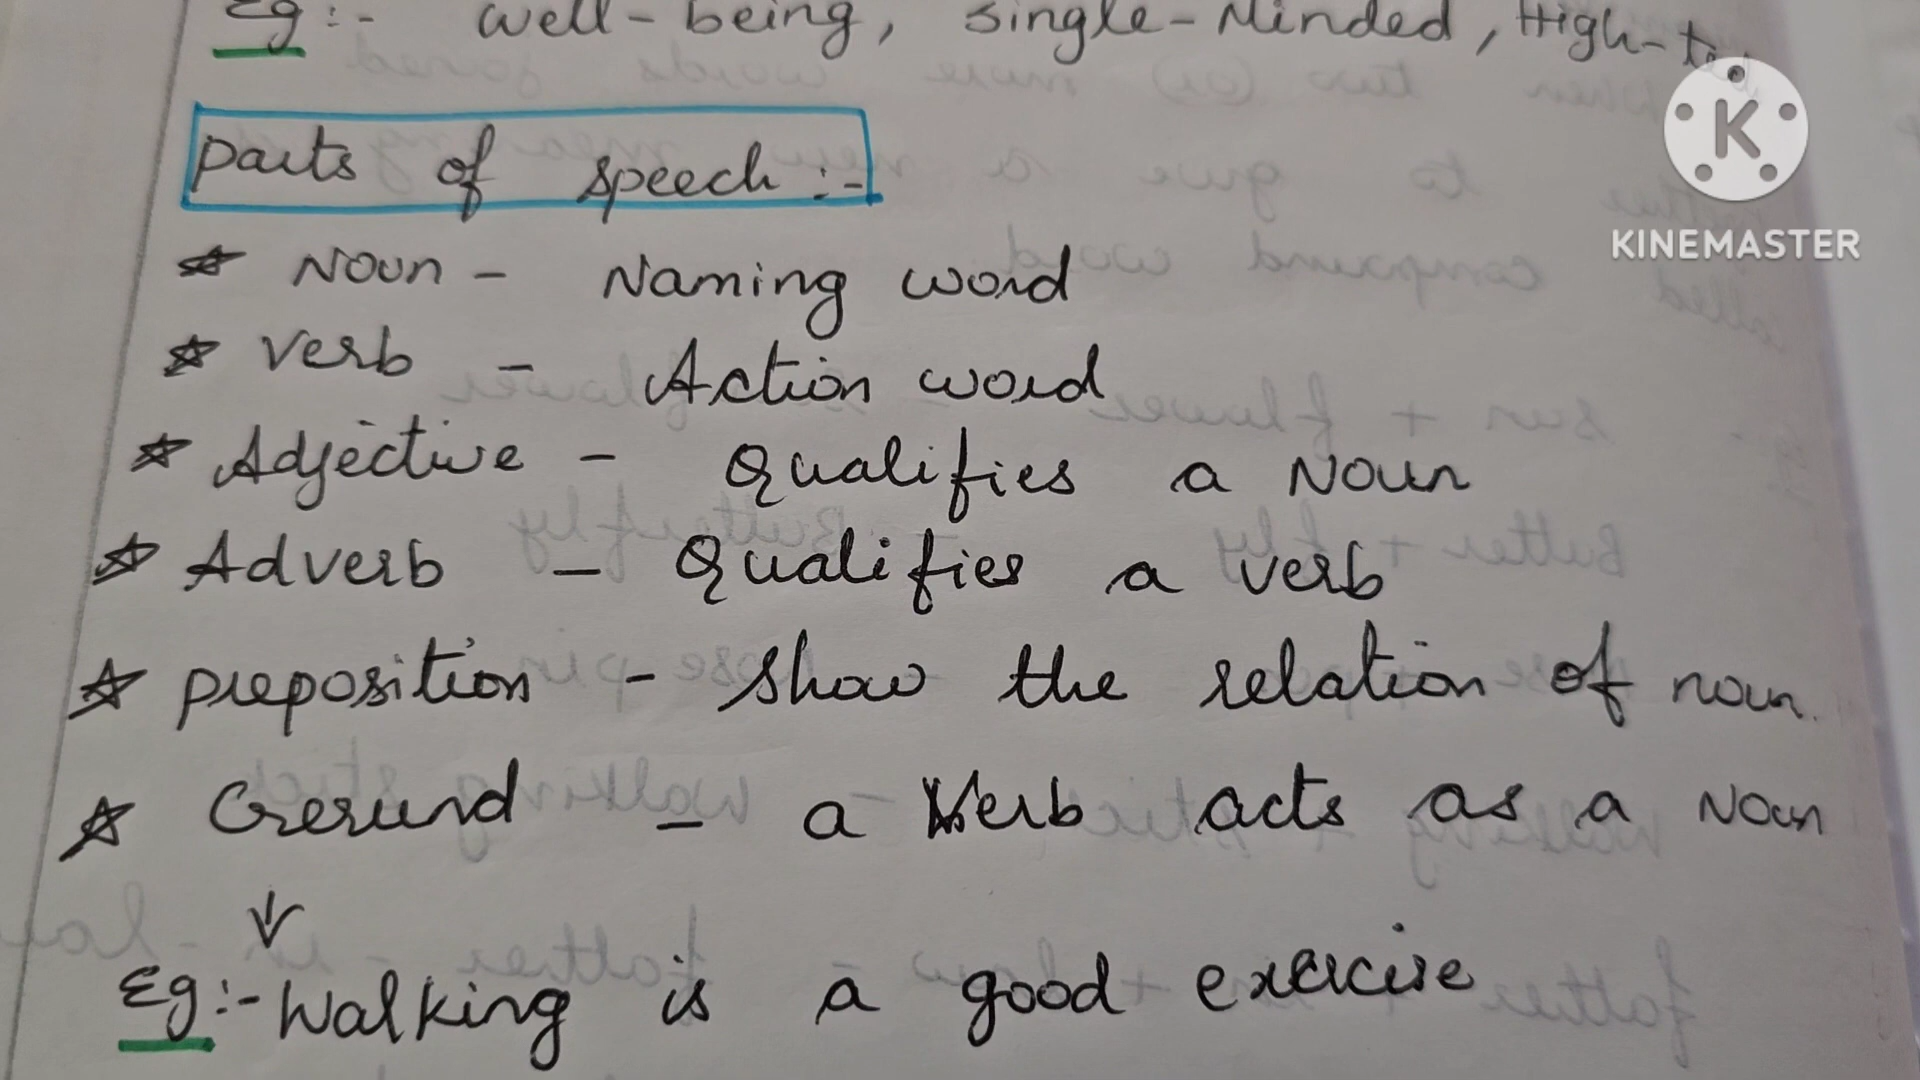 Eg:- Well-being, Single-Minded, High-
Parts of speech:-
Noun - Naming word
Verb - Action word
Adjective - Qualifies a Noun
Adverb - Qualifies a verb
preposition - Show the relation of noun.
Gerund - a Verb acts as a Noun
Eg:- Walking is a good exercise
K
KINEMASTER